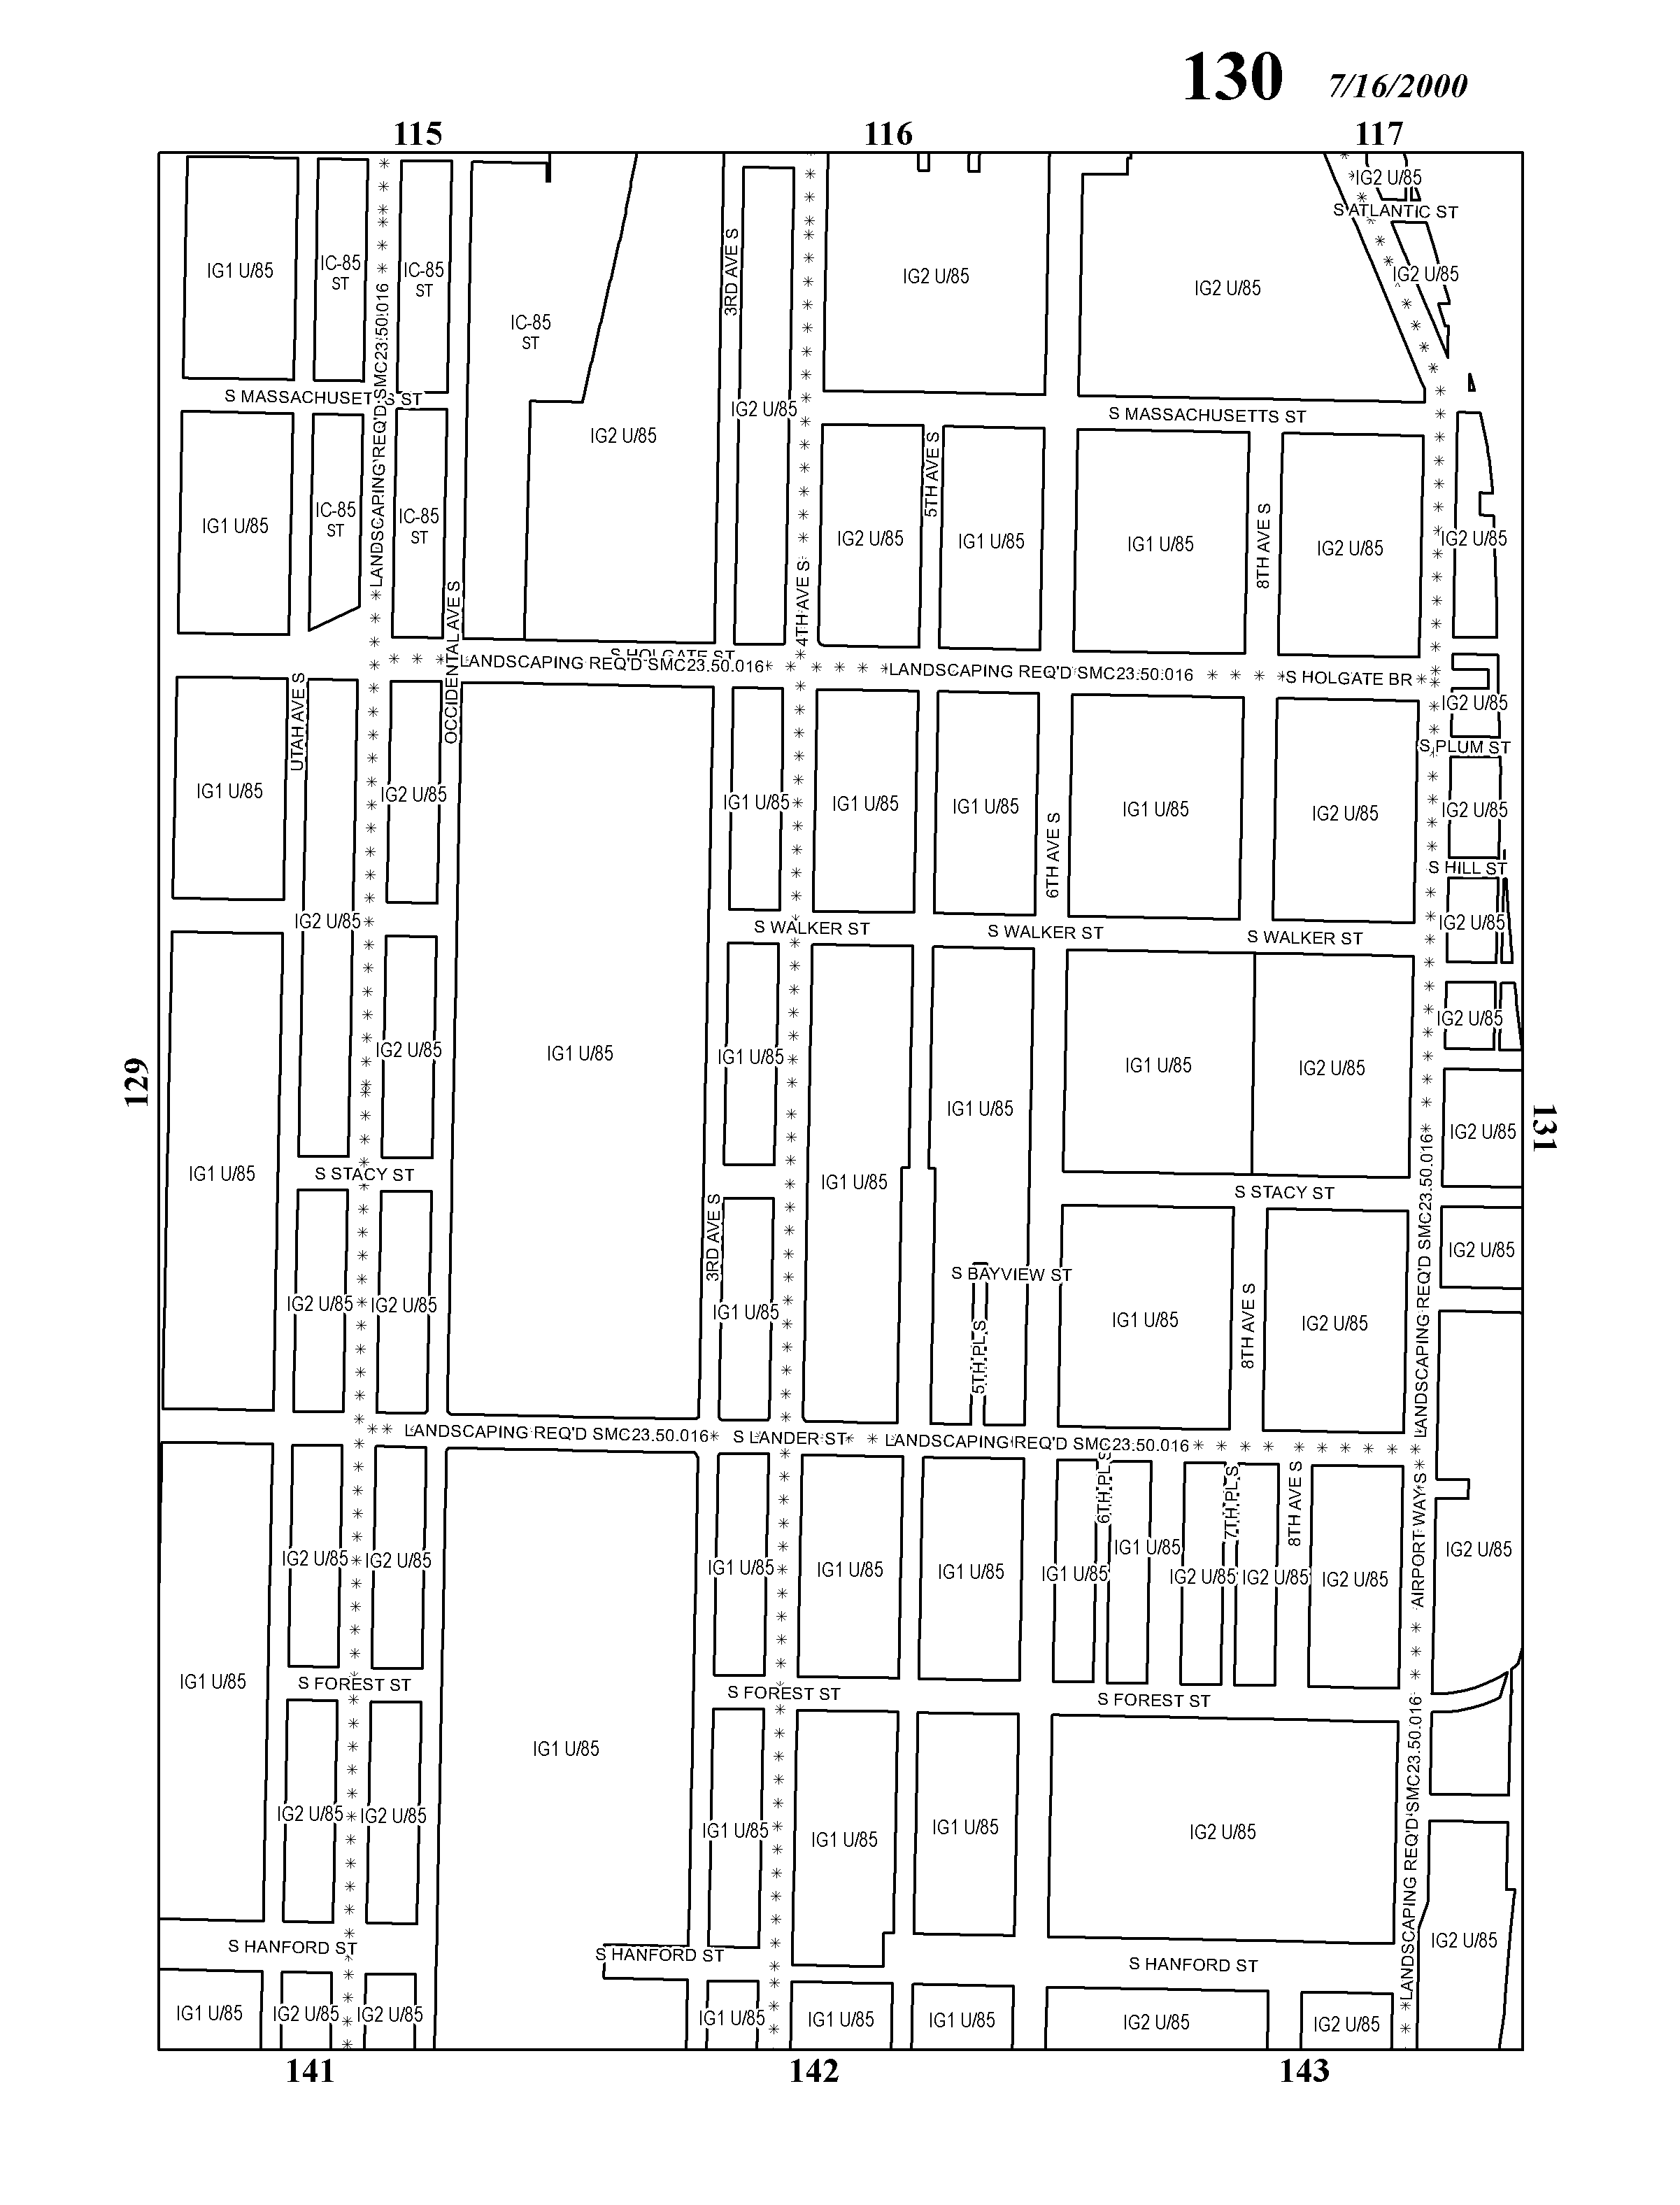 130 7/16/2000
115 116 117
IG2 U/85
S ATLANTIC ST
3RD AVE S
IG1 U/85
IC-85
ST
IC-85
ST
IG2 U/85
IG2 U/85
IG2 U/85
IC-85
ST
LANDSCAPING REQ'D SMC23.50.016
S MASSACHUSETTS ST
IG2 U/85
S MASSACHUSETTS ST
IG2 U/85
5TH AVE S
IG1 U/85
IC-85
ST
IC-85
ST
4TH AVE S
IG2 U/85
IG1 U/85
IG1 U/85
8TH AVE S
IG2 U/85
IG2 U/85
OCCIDENTAL AVE S
S HOLGATE ST
LANDSCAPING REQ'D SMC23.50.016
LANDSCAPING REQ'D SMC23.50.016
S HOLGATE BR
IG2 U/85
UTAH AVE S
S PLUM ST
IG1 U/85
IG2 U/85
IG1 U/85
IG1 U/85
IG1 U/85
6TH AVE S
IG1 U/85
IG2 U/85
IG2 U/85
S HILL ST
IG2 U/85
S WALKER ST
S WALKER ST
S WALKER ST
IG2 U/85
IG2 U/85
IG2 U/85
IG1 U/85
IG1 U/85
IG1 U/85
IG2 U/85
129
131
IG1 U/85
IG2 U/85
IG1 U/85
S STACY ST
IG1 U/85
S STACY ST
LANDSCAPING REQ'D SMC23.50.016
3RD AVE S
IG2 U/85
S BAYVIEW ST
IG2 U/85
IG2 U/85
IG1 U/85
5TH PL S
IG1 U/85
8TH AVE S
IG2 U/85
LANDSCAPING REQ'D SMC23.50.016
S LANDER ST
LANDSCAPING REQ'D SMC23.50.016
6TH PL S
7TH PL S
8TH AVE S
AIRPORT WAY S
IG2 U/85
IG2 U/85
IG1 U/85
IG1 U/85
IG1 U/85
IG1 U/85
IG1 U/85
IG2 U/85
IG2 U/85
IG2 U/85
IG2 U/85
IG1 U/85
S FOREST ST
S FOREST ST
S FOREST ST
IG1 U/85
LANDSCAPING REQ'D SMC23.50.016
IG2 U/85
IG2 U/85
IG1 U/85
IG1 U/85
IG1 U/85
IG2 U/85
S HANFORD ST
S HANFORD ST
S HANFORD ST
IG2 U/85
IG1 U/85
IG2 U/85
IG2 U/85
IG1 U/85
IG1 U/85
IG1 U/85
IG2 U/85
IG2 U/85
141 142 143